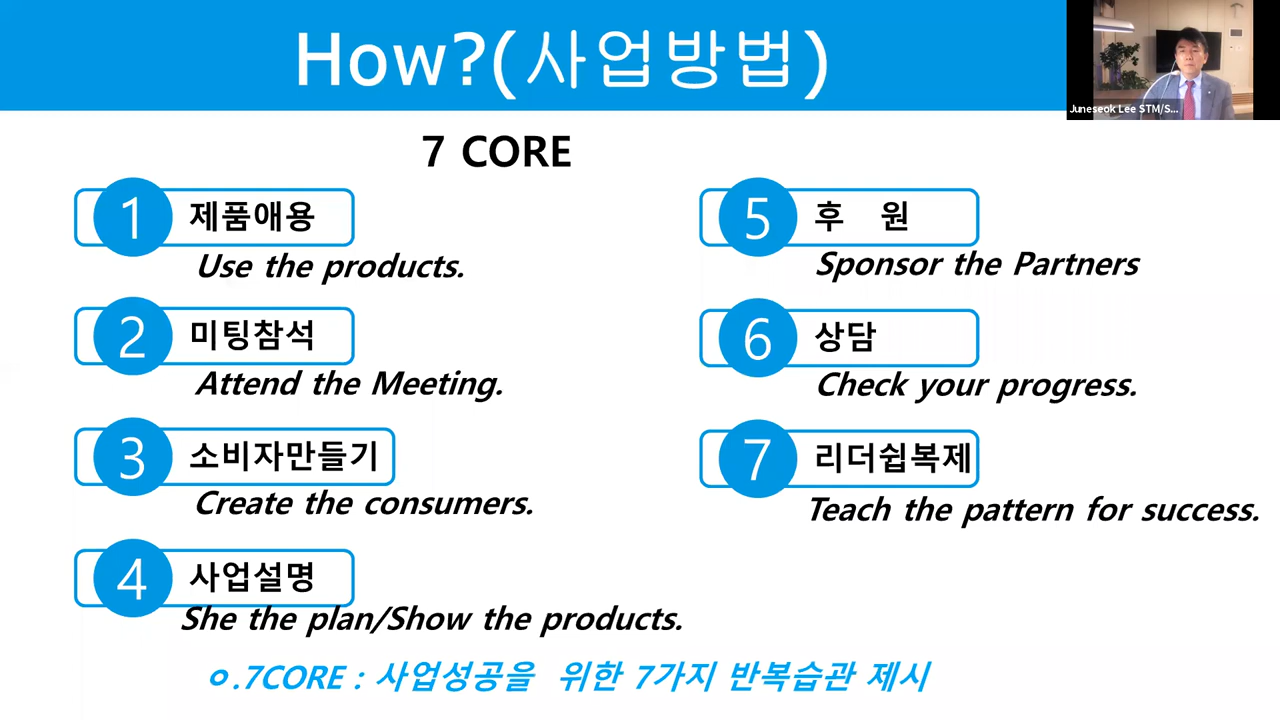 How?(사업방법)
Juneseok Lee STM/S...
7 CORE
1 제품애용
Use the products.
2 미팅참석
Attend the Meeting.
3 소비자만들기
Create the consumers.
4 사업설명
She the plan/Show the products.
5 후 원
Sponsor the Partners
6 상담
Check your progress.
7 리더쉽복제
Teach the pattern for success.
ㅇ.7CORE : 사업성공을 위한 7가지 반복습관 제시